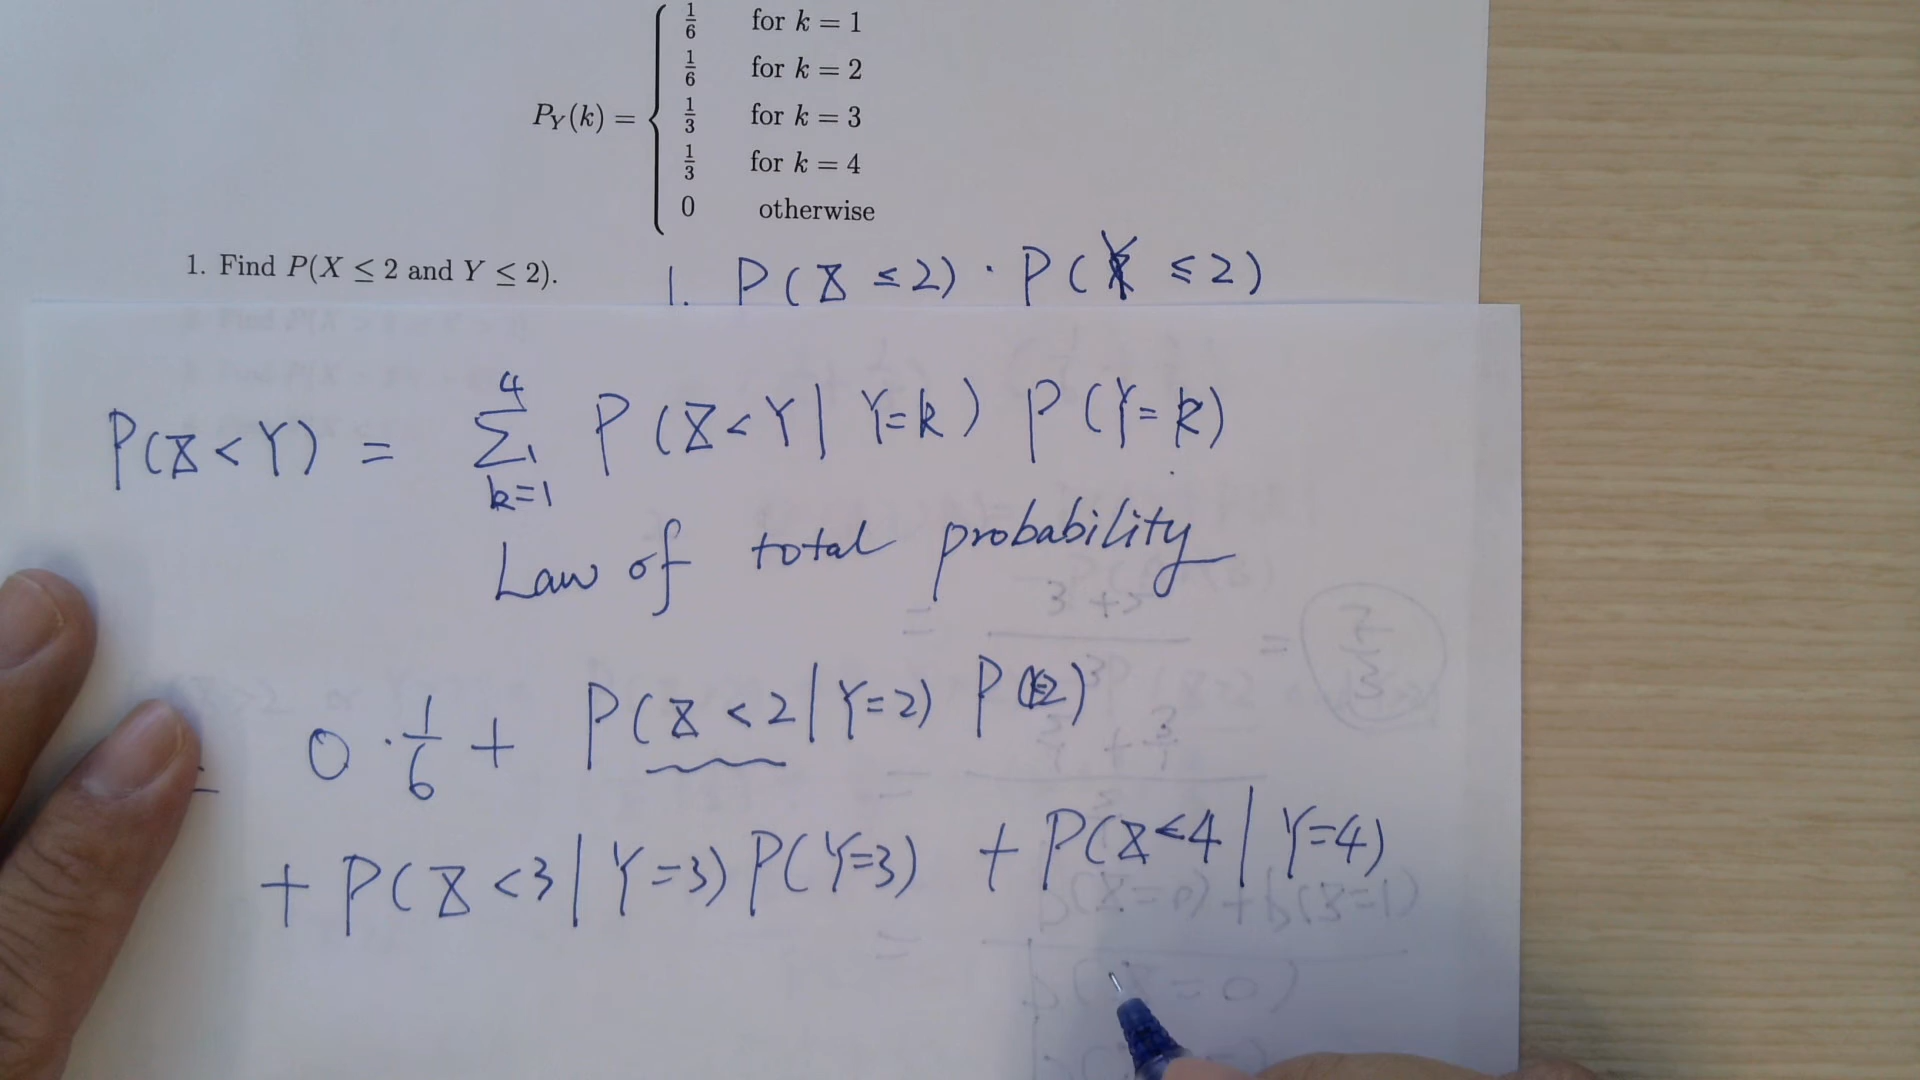 P_Y(k) = { 1/6 for k = 1
1/6 for k = 2
1/3 for k = 3
1/3 for k = 4
0 otherwise
1. Find P(X ≤ 2 and Y ≤ 2).
1. P(X ≤ 2) · P(Y ≤ 2)
P(X < Y) = ∑_{k=1}^{4} P(X < Y | Y = k) P(Y = k)
Law of total probability
= 0 · 1/6 + P(X < 2 | Y = 2) P(2)
+ P(X < 3 | Y = 3) P(Y = 3) + P(X < 4 | Y = 4)